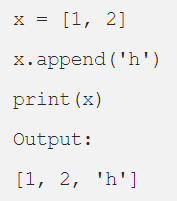 x = [1, 2]
x.append('h')
print(x)
Output:
[1, 2, 'h']